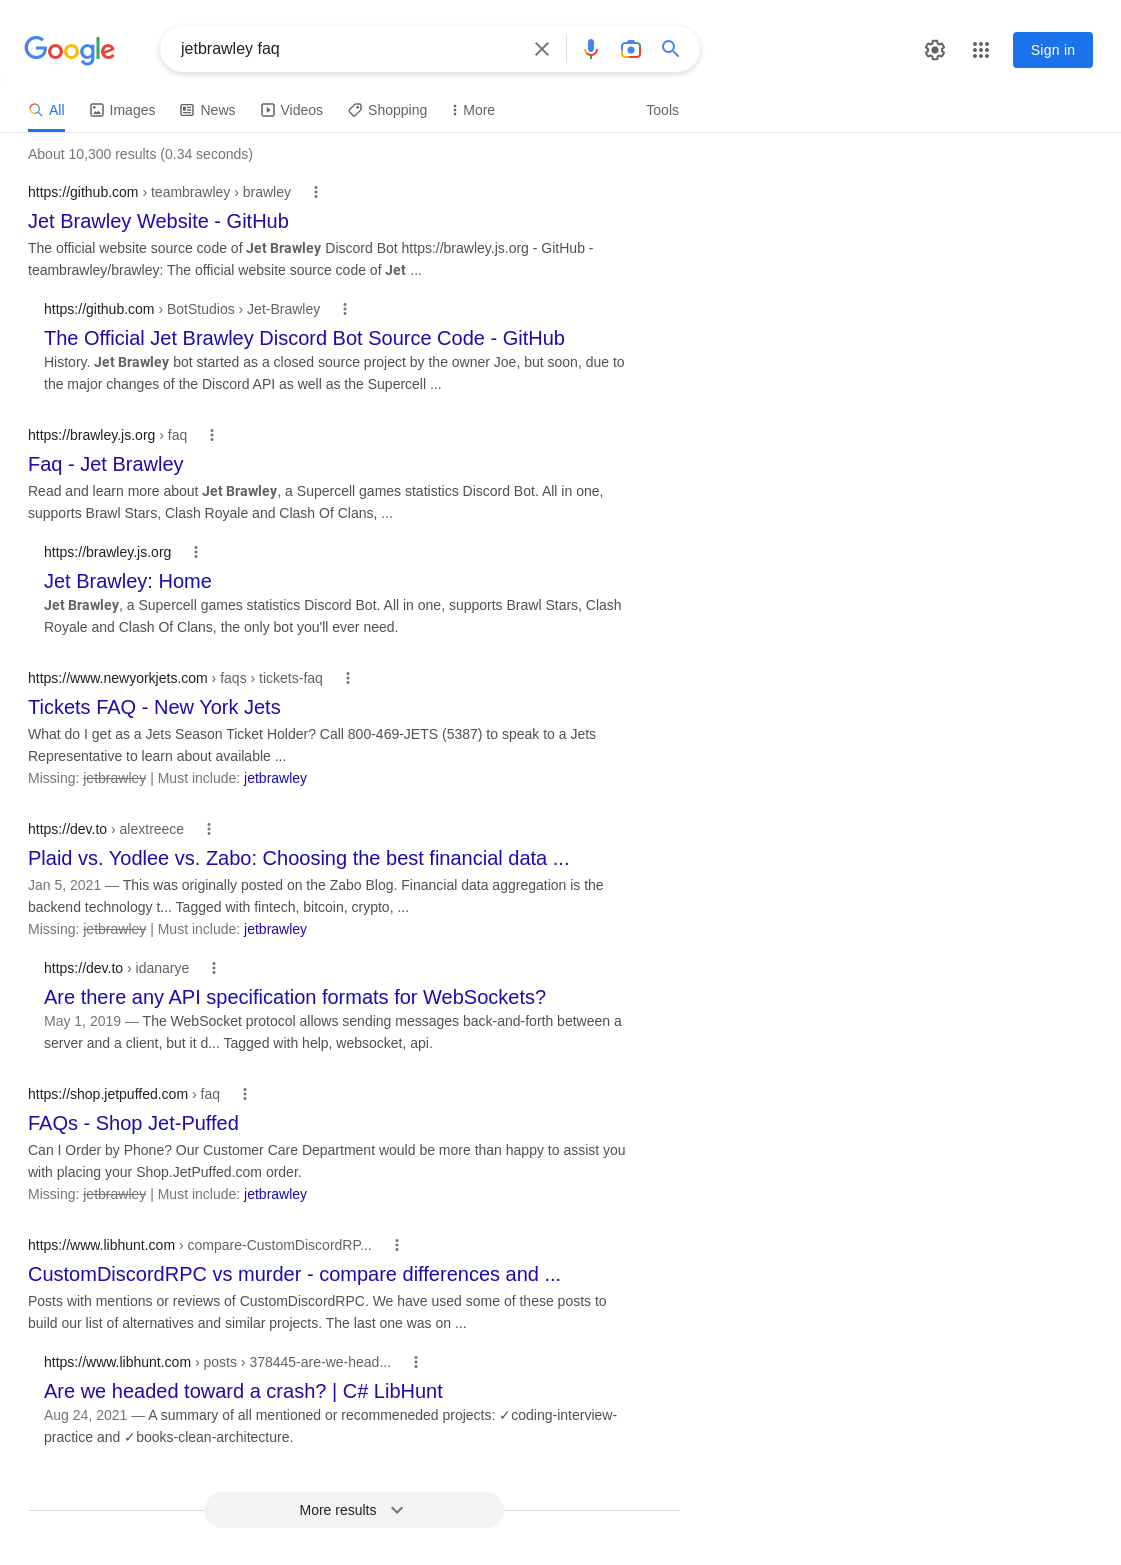 Google
jetbrawley faq
Sign in
All Images News Videos Shopping More Tools
About 10,300 results (0.34 seconds)
https://github.com › teambrawley › brawley
Jet Brawley Website - GitHub
The official website source code of Jet Brawley Discord Bot https://brawley.js.org - GitHub -
teambrawley/brawley: The official website source code of Jet ...
https://github.com › BotStudios › Jet-Brawley
The Official Jet Brawley Discord Bot Source Code - GitHub
History. Jet Brawley bot started as a closed source project by the owner Joe, but soon, due to
the major changes of the Discord API as well as the Supercell ...
https://brawley.js.org › faq
Faq - Jet Brawley
Read and learn more about Jet Brawley, a Supercell games statistics Discord Bot. All in one,
supports Brawl Stars, Clash Royale and Clash Of Clans, ...
https://brawley.js.org
Jet Brawley: Home
Jet Brawley, a Supercell games statistics Discord Bot. All in one, supports Brawl Stars, Clash
Royale and Clash Of Clans, the only bot you'll ever need.
https://www.newyorkjets.com › faqs › tickets-faq
Tickets FAQ - New York Jets
What do I get as a Jets Season Ticket Holder? Call 800-469-JETS (5387) to speak to a Jets
Representative to learn about available ...
Missing: jetbrawley | Must include: jetbrawley
https://dev.to › alextreece
Plaid vs. Yodlee vs. Zabo: Choosing the best financial data ...
Jan 5, 2021 — This was originally posted on the Zabo Blog. Financial data aggregation is the
backend technology t... Tagged with fintech, bitcoin, crypto, ...
Missing: jetbrawley | Must include: jetbrawley
https://dev.to › idanarye
Are there any API specification formats for WebSockets?
May 1, 2019 — The WebSocket protocol allows sending messages back-and-forth between a
server and a client, but it d... Tagged with help, websocket, api.
https://shop.jetpuffed.com › faq
FAQs - Shop Jet-Puffed
Can I Order by Phone? Our Customer Care Department would be more than happy to assist you
with placing your Shop.JetPuffed.com order.
Missing: jetbrawley | Must include: jetbrawley
https://www.libhunt.com › compare-CustomDiscordRP...
CustomDiscordRPC vs murder - compare differences and ...
Posts with mentions or reviews of CustomDiscordRPC. We have used some of these posts to
build our list of alternatives and similar projects. The last one was on ...
https://www.libhunt.com › posts › 378445-are-we-head...
Are we headed toward a crash? | C# LibHunt
Aug 24, 2021 — A summary of all mentioned or recommeneded projects: ✓coding-interview-
practice and ✓books-clean-architecture.
More results